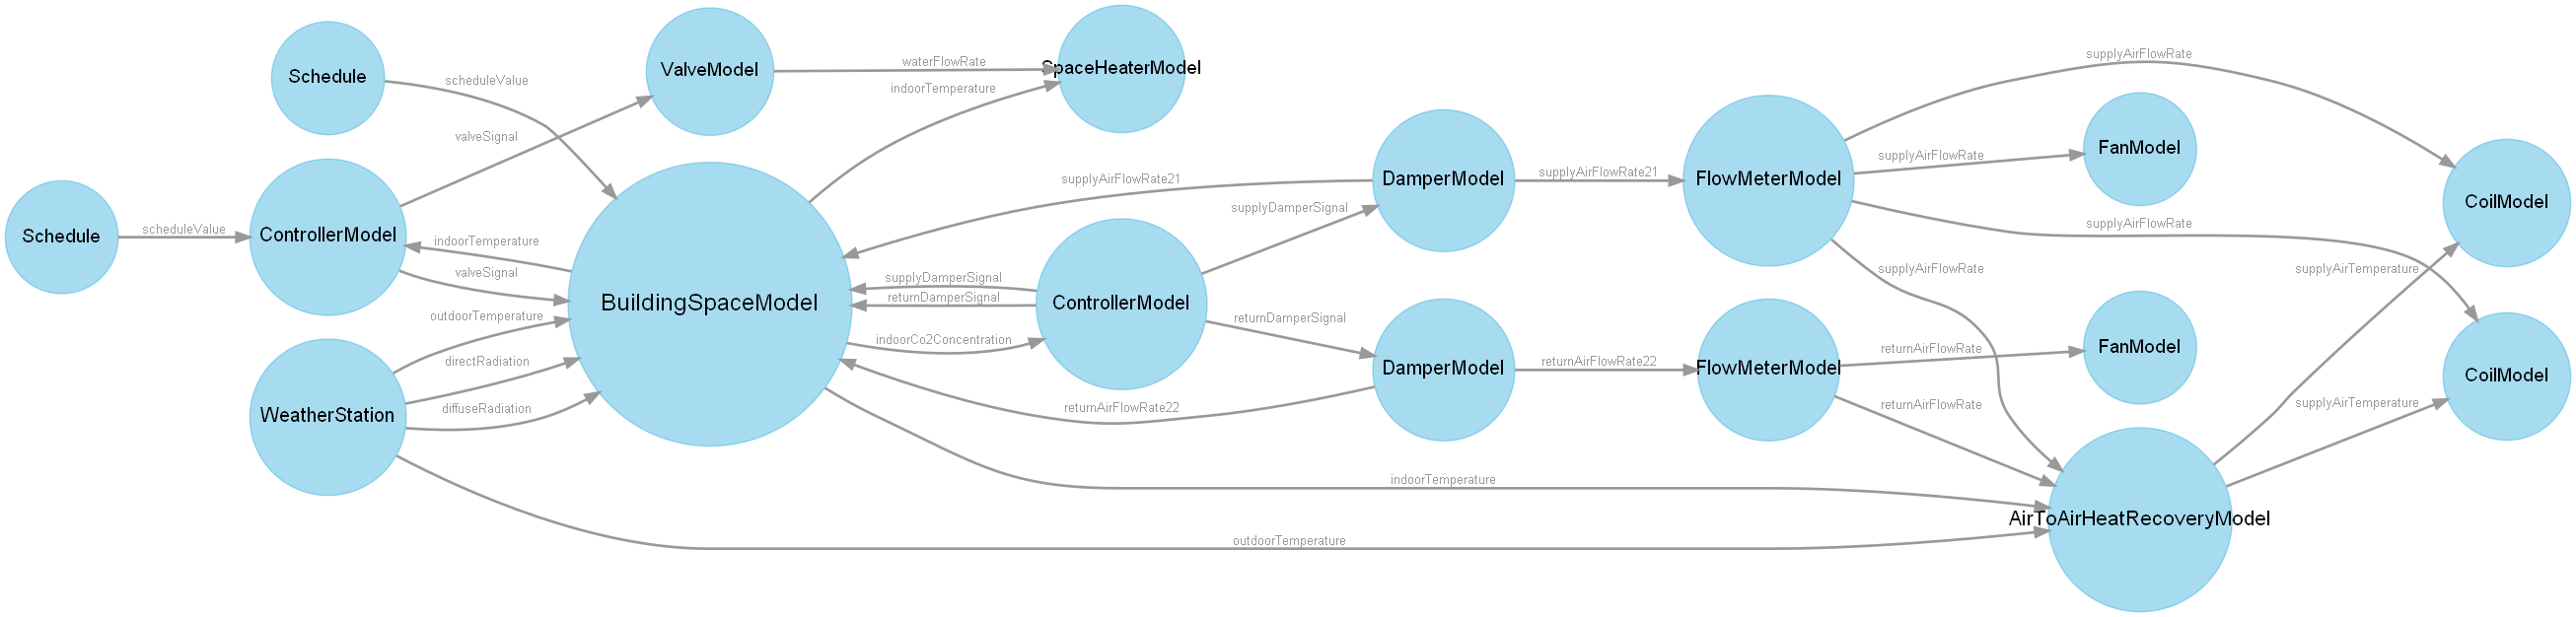 Schedule
scheduleValue
Schedule
scheduleValue
ControllerModel
valveSignal
indoorTemperature
valveSignal
WeatherStation
outdoorTemperature
directRadiation
diffuseRadiation
outdoorTemperature
ValveModel
waterFlowRate
BuildingSpaceModel
indoorTemperature
SpaceHeaterModel
supplyAirFlowRate21
supplyDamperSignal
returnDamperSignal
indoorCo2Concentration
returnAirFlowRate22
indoorTemperature
ControllerModel
supplyDamperSignal
returnDamperSignal
DamperModel
supplyAirFlowRate21
DamperModel
returnAirFlowRate22
FlowMeterModel
supplyAirFlowRate
supplyAirFlowRate
supplyAirFlowRate
supplyAirFlowRate
FlowMeterModel
returnAirFlowRate
returnAirFlowRate
FanModel
FanModel
AirToAirHeatRecoveryModel
supplyAirTemperature
supplyAirTemperature
CoilModel
CoilModel